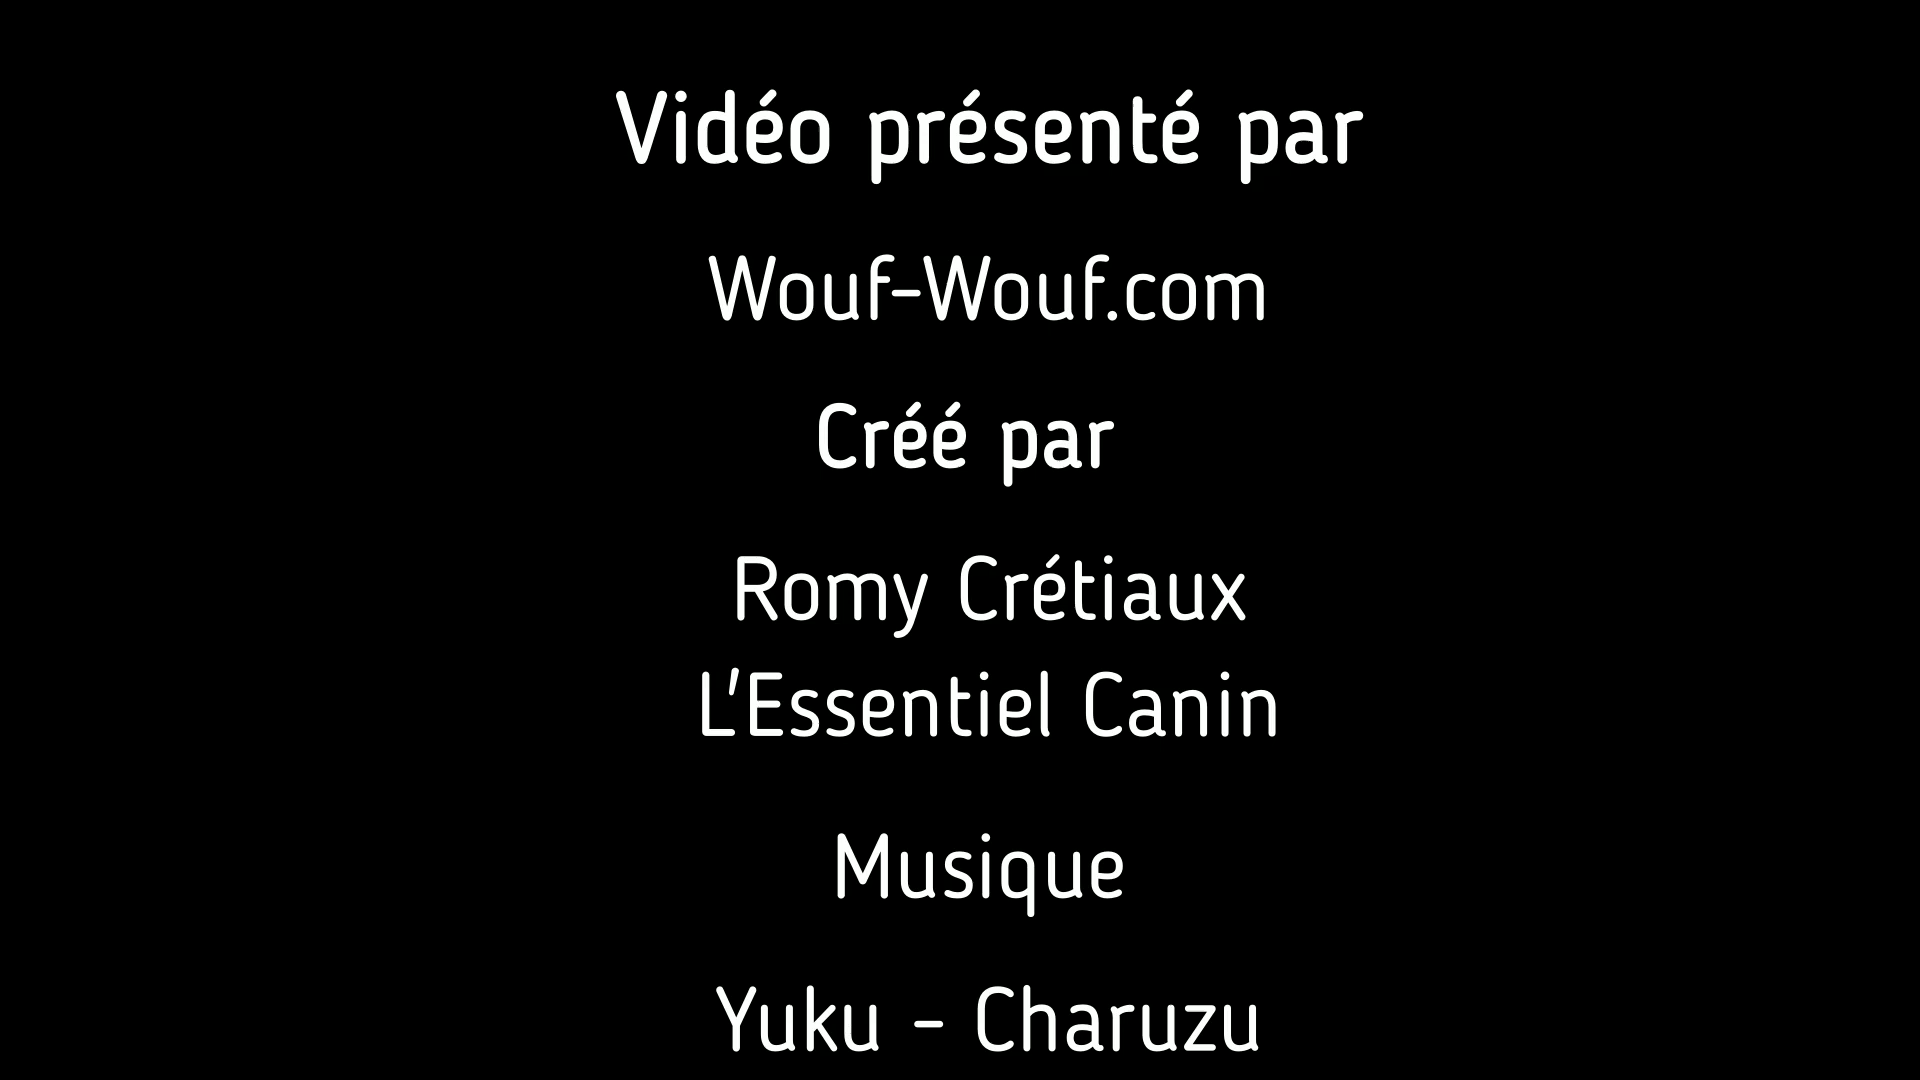 Vidéo présenté par
Wouf-Wouf.com
Créé par
Romy Crétiaux
L'Essentiel Canin
Musique
Yuku - Charuzu